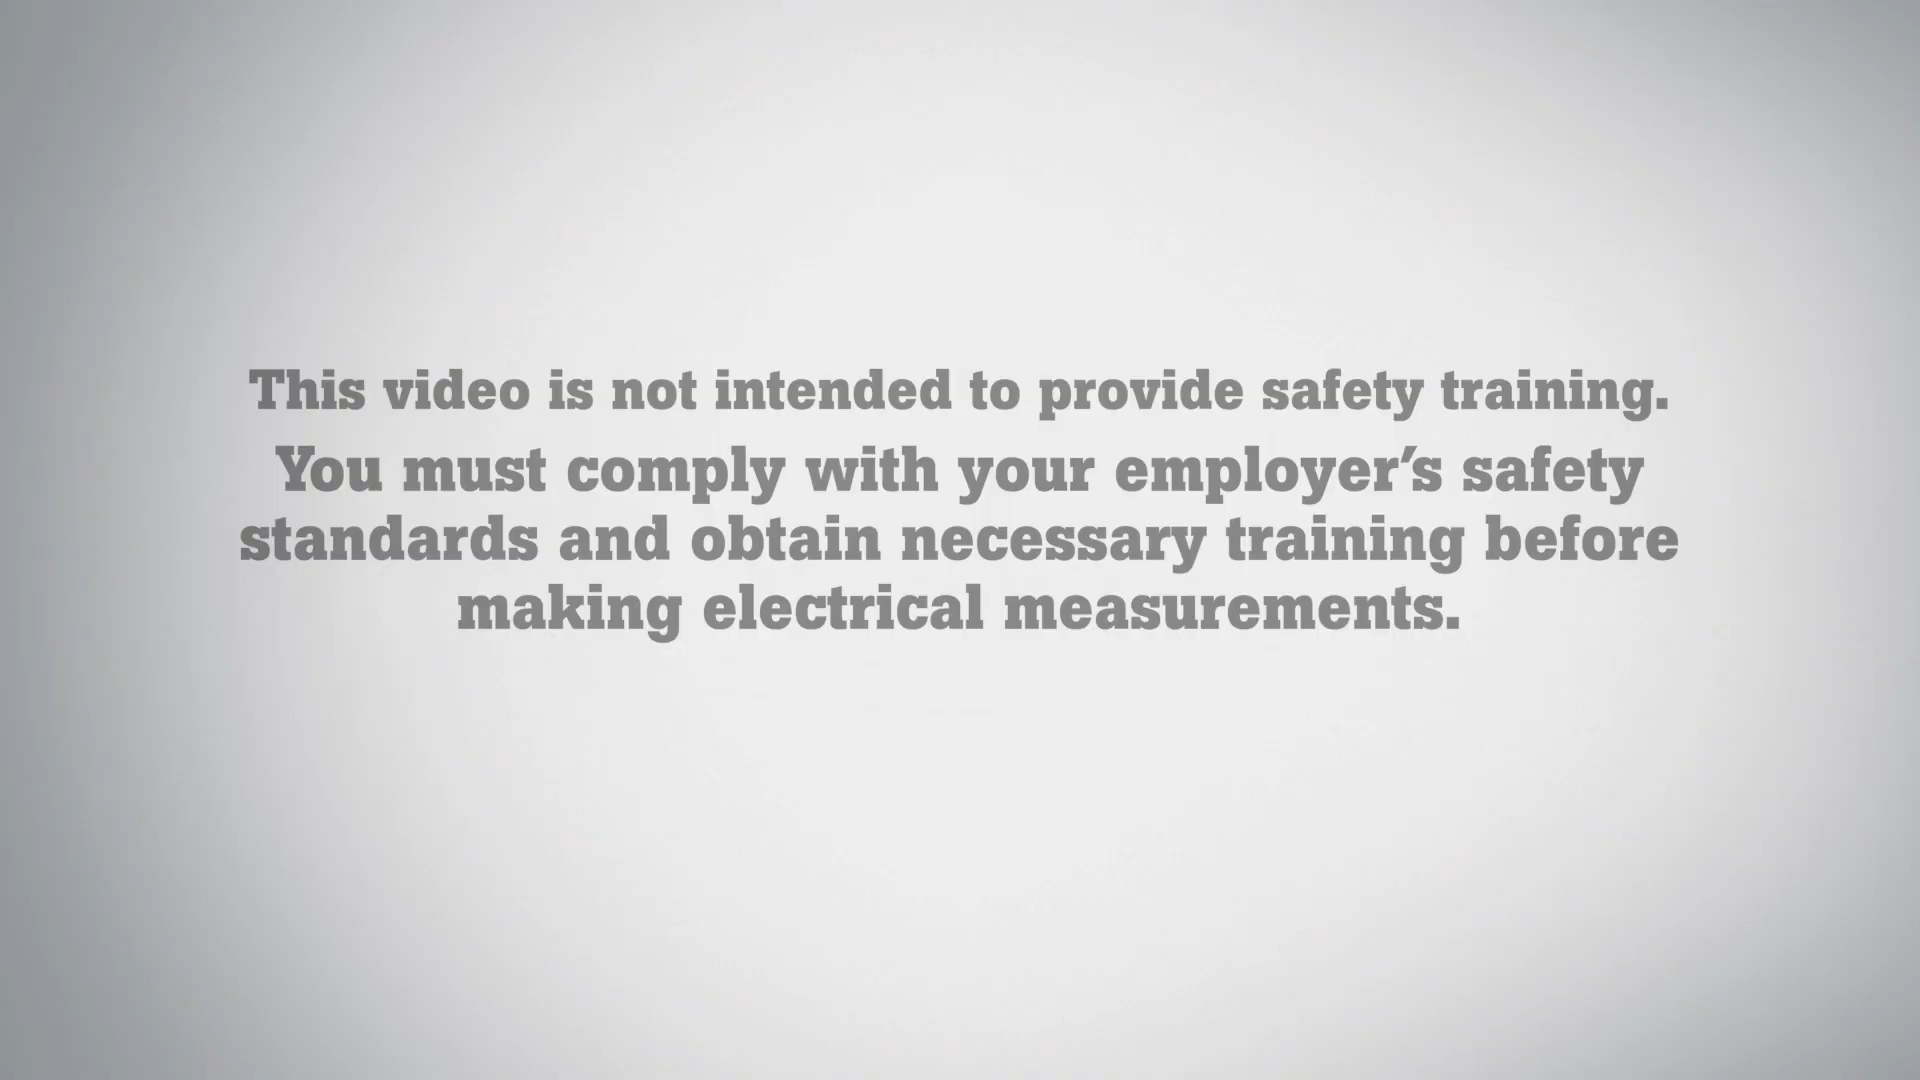 This video is not intended to provide safety training.
You must comply with your employer’s safety
standards and obtain necessary training before
making electrical measurements.